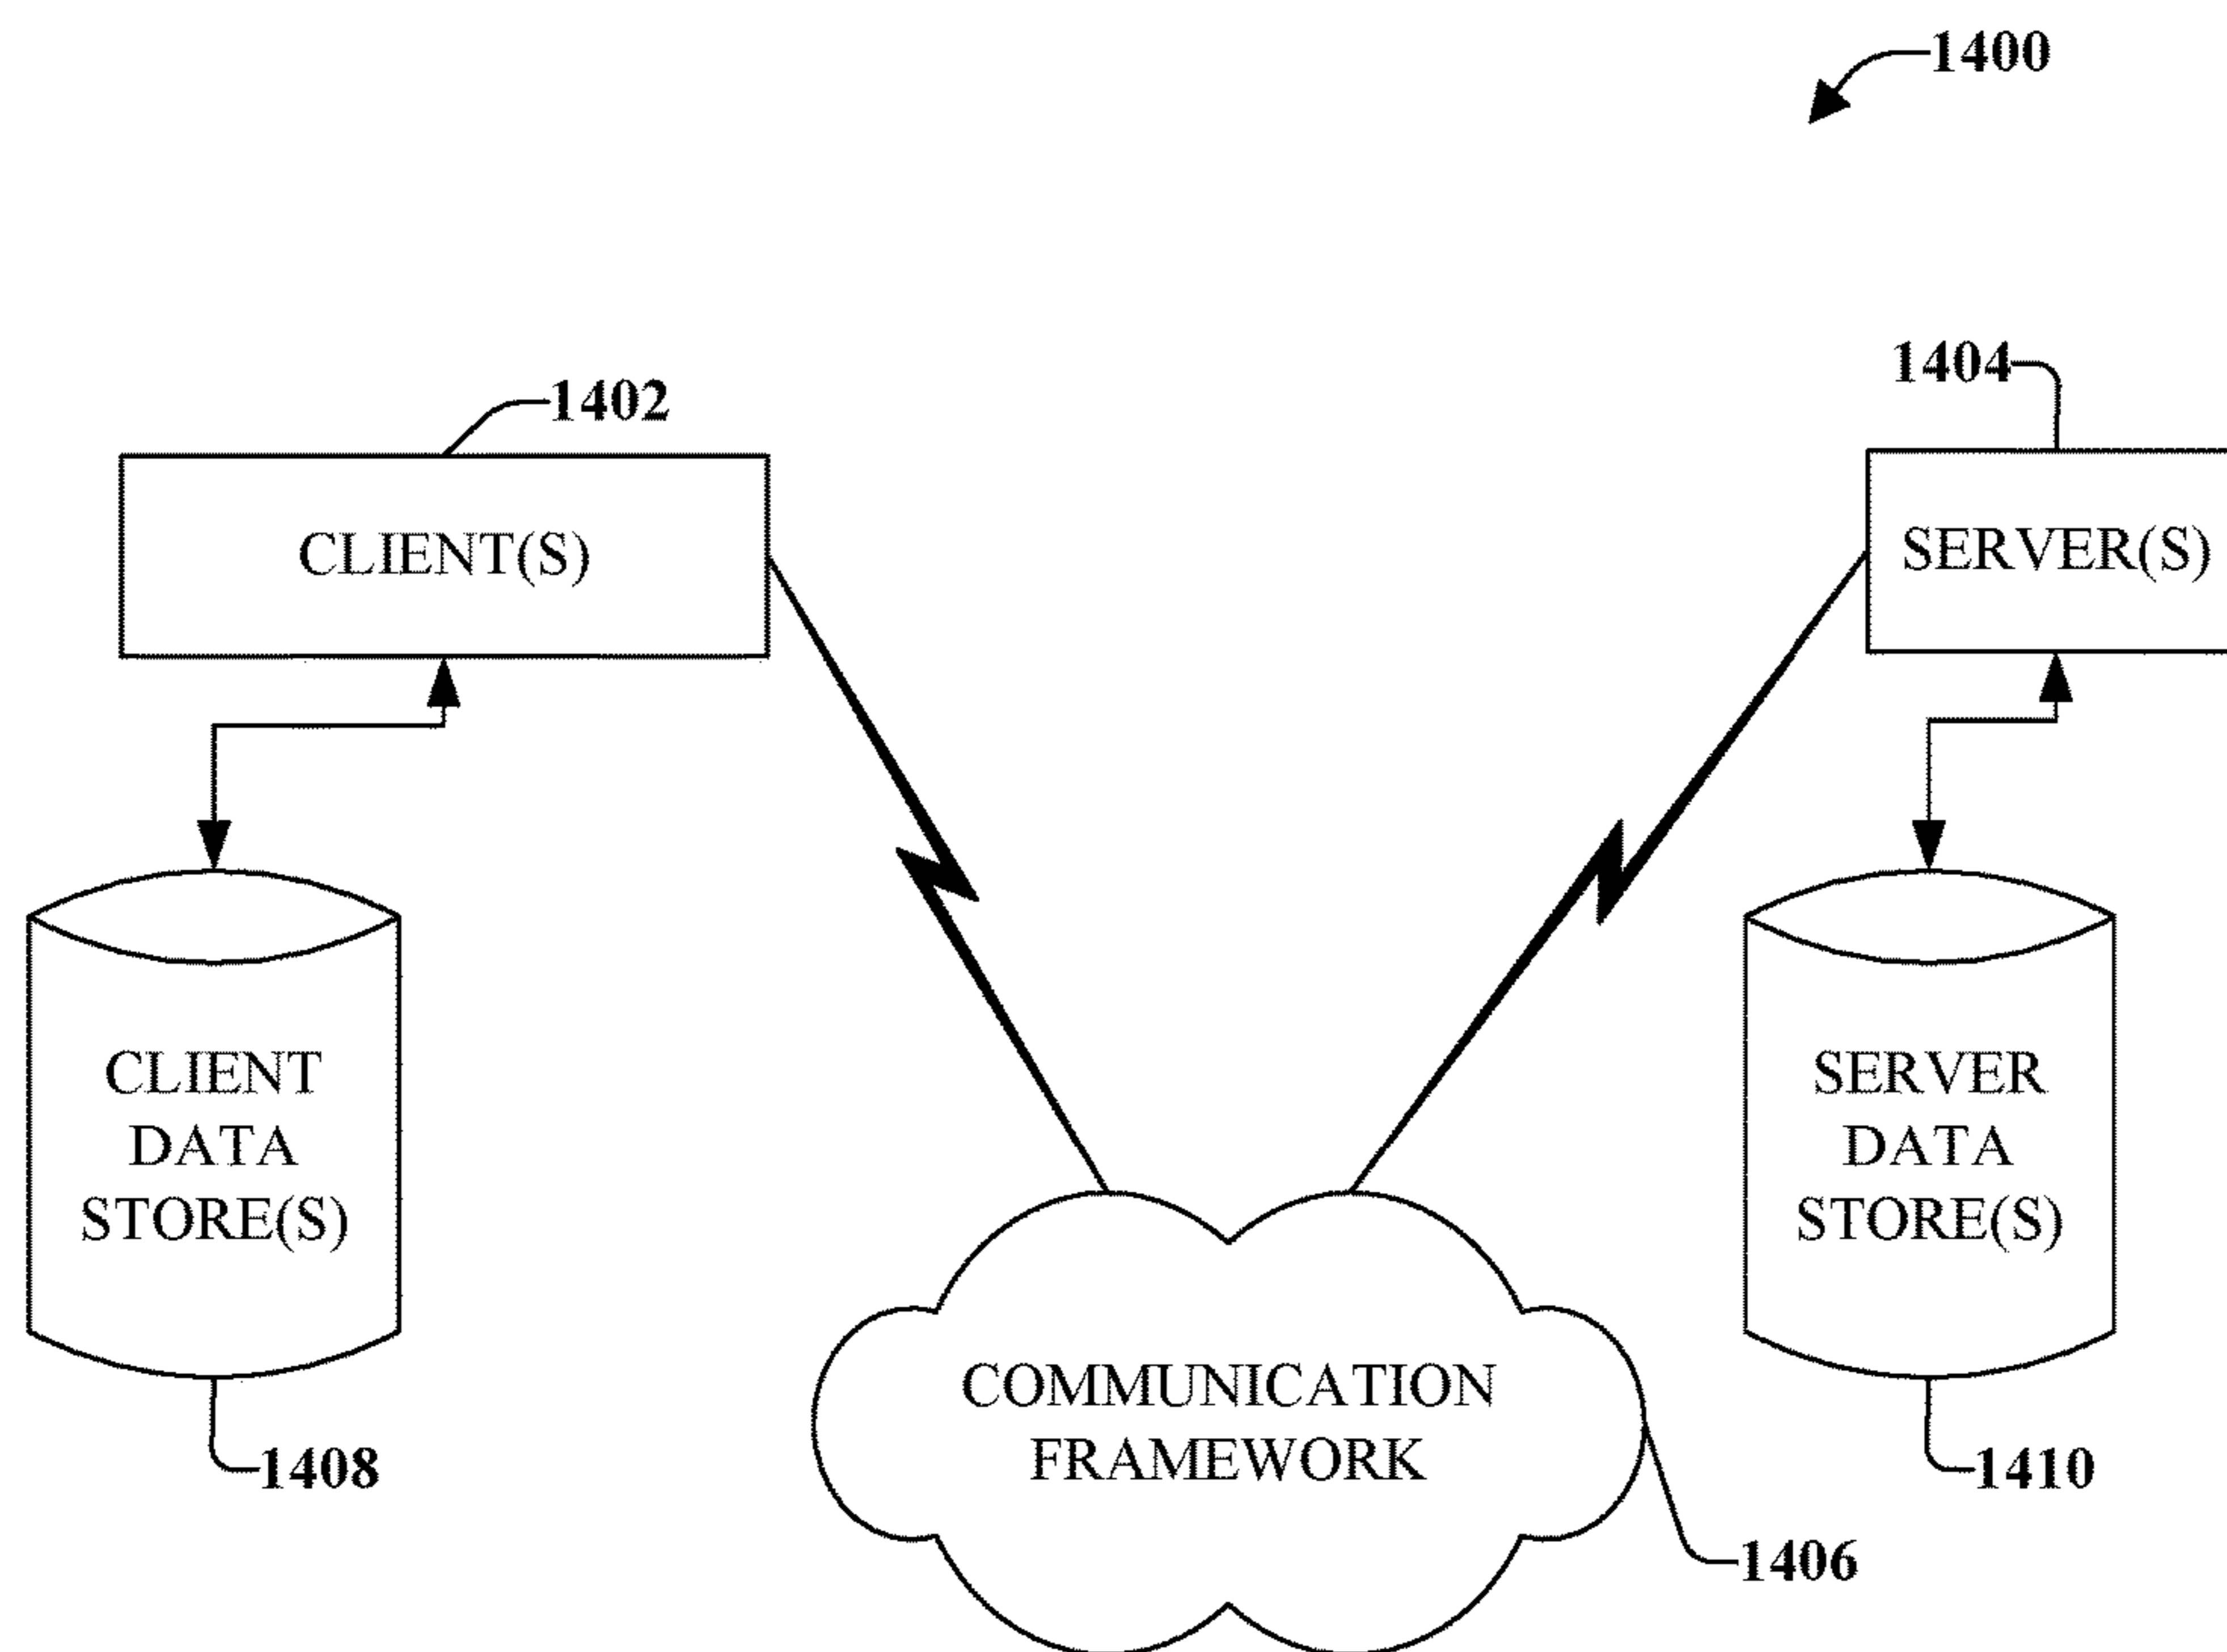 1400
1402
1404
CLIENT(S)
SERVER(S)
CLIENT
DATA
STORE(S)
SERVER
DATA
STORE(S)
COMMUNICATION
FRAMEWORK
1408
1410
1406